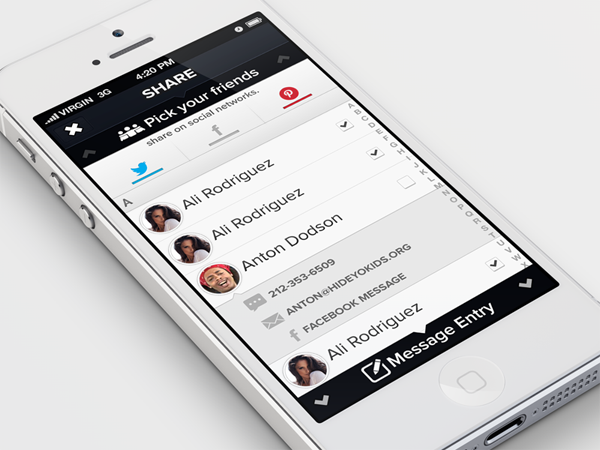 VIRGIN 3G
4:20 PM
SHARE
Pick your friends
share on social networks.
A
Ali Rodriguez
Ali Rodriguez
Anton Dodson
212-353-6509
ANTON@HIDEYOKIDS.ORG
FACEBOOK MESSAGE
Ali Rodriguez
Message Entry
A
B
C
D
E
F
G
H
I
J
K
L
M
N
O
P
Q
R
S
T
U
V
W
X